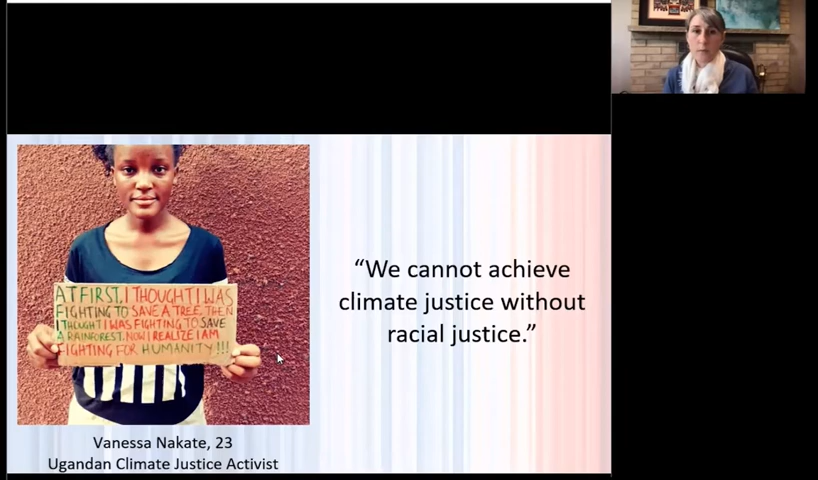 AT FIRST, I THOUGHT I WAS
FIGHTING TO SAVE A TREE, THEN
I THOUGHT I WAS FIGHTING TO SAVE
A RAINFOREST. NOW I REALIZE I AM
FIGHTING FOR HUMANITY!!!
“We cannot achieve
climate justice without
racial justice.”
Vanessa Nakate, 23
Ugandan Climate Justice Activist